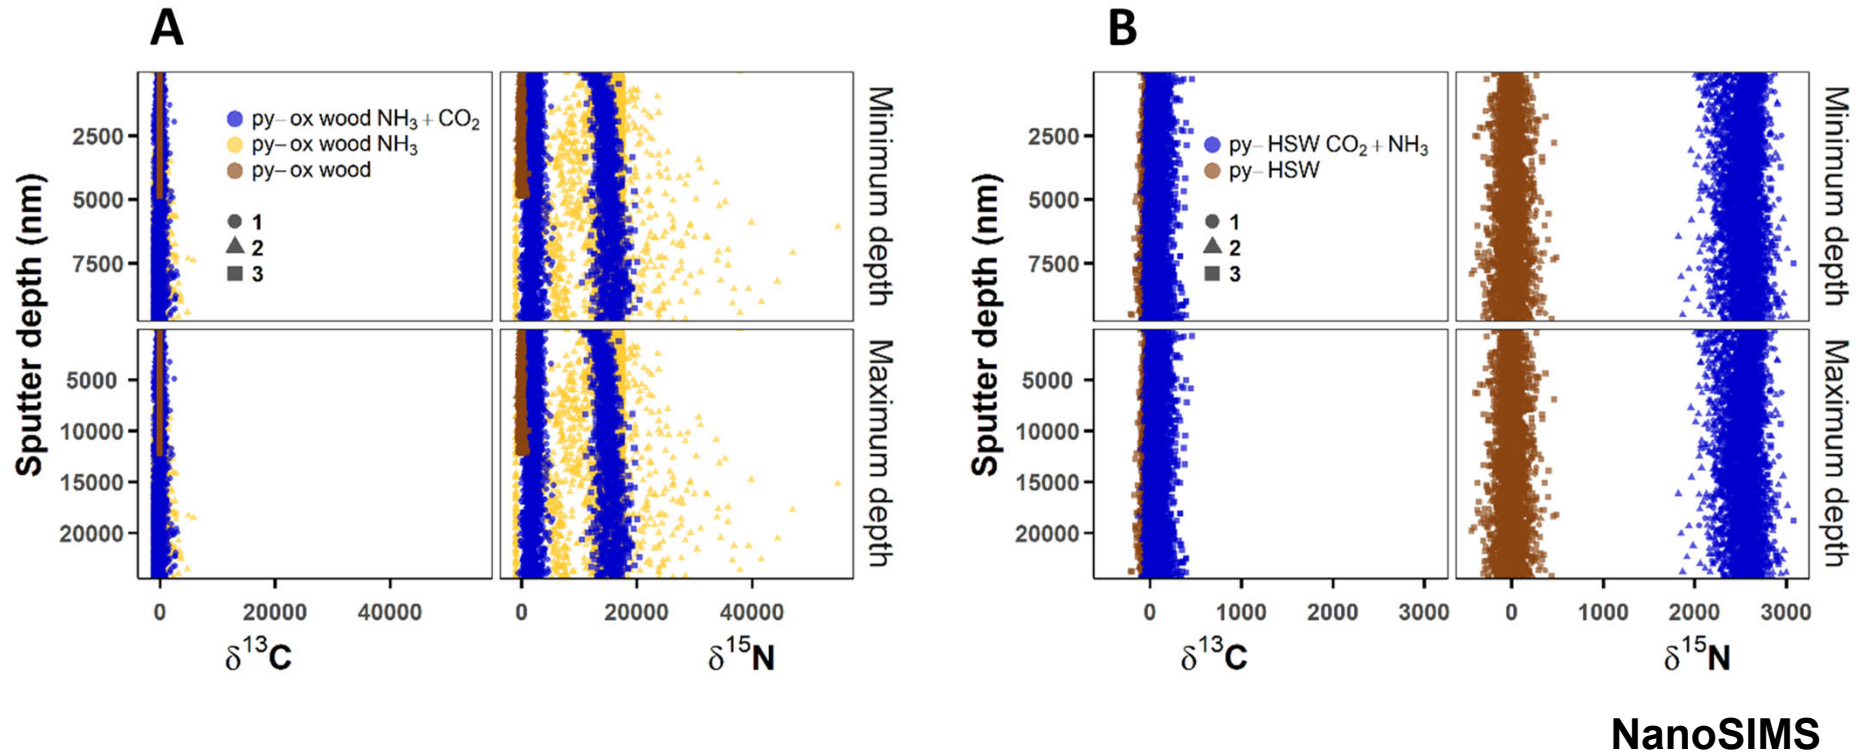 A
Sputter depth (nm)
2500
5000
7500
py-ox wood NH₃ + CO₂
py-ox wood NH₃
py-ox wood
1
2
3
Minimum depth
5000
10000
15000
20000
Maximum depth
0 20000 40000
0 20000 40000
δ¹³C
δ¹⁵N
B
Sputter depth (nm)
2500
5000
7500
py-HSW CO₂ + NH₃
py-HSW
1
2
3
Minimum depth
5000
10000
15000
20000
Maximum depth
0 1000 2000 3000
0 1000 2000 3000
δ¹³C
δ¹⁵N
NanoSIMS